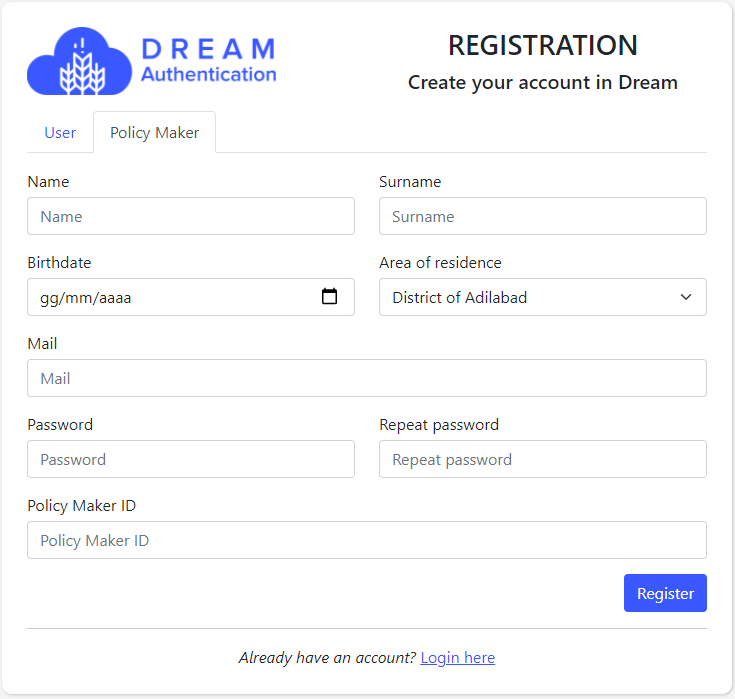 DREAM
Authentication
REGISTRATION
Create your account in Dream
User
Policy Maker
Name
Surname
Name
Surname
Birthdate
Area of residence
gg/mm/aaaa
District of Adilabad
Mail
Mail
Password
Repeat password
Password
Repeat password
Policy Maker ID
Policy Maker ID
Register
Already have an account? Login here